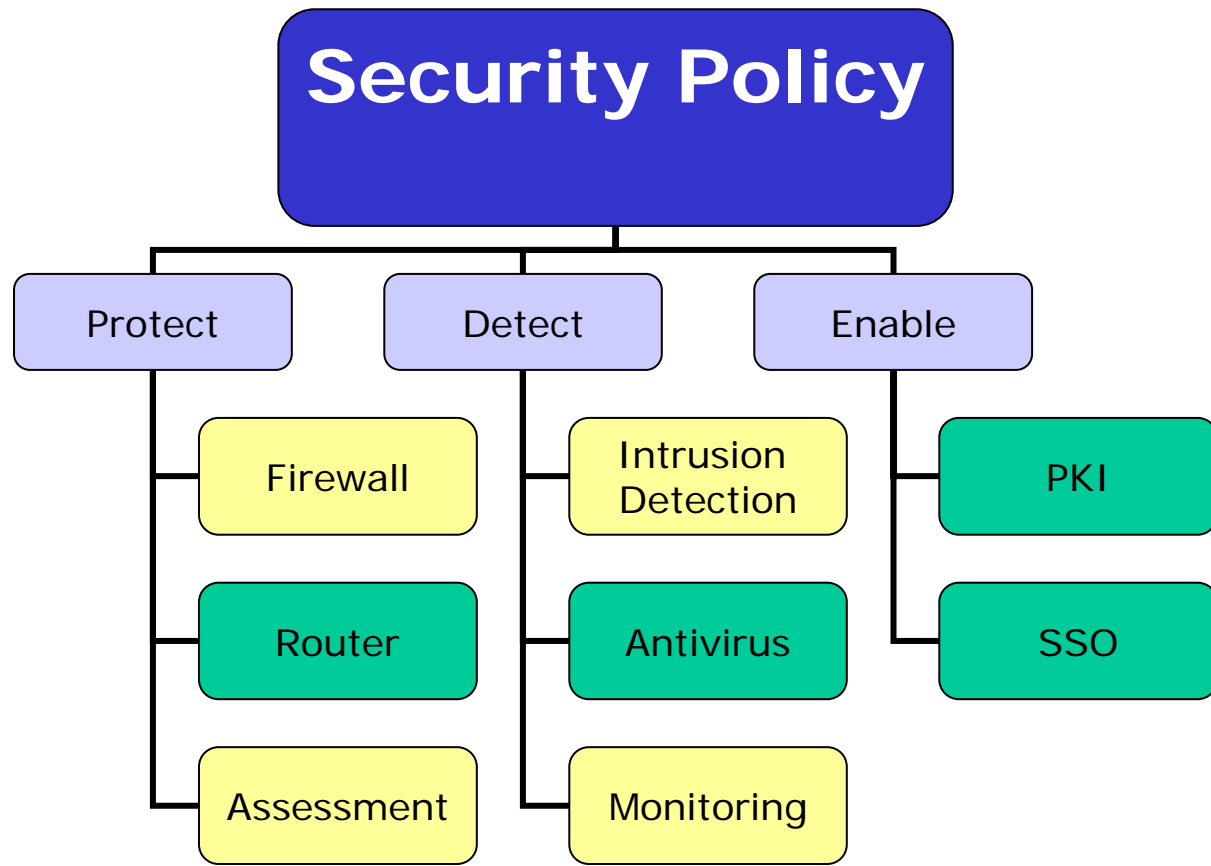 Security Policy
Protect
Detect
Enable
Firewall
Intrusion
Detection
PKI
Router
Antivirus
SSO
Assessment
Monitoring